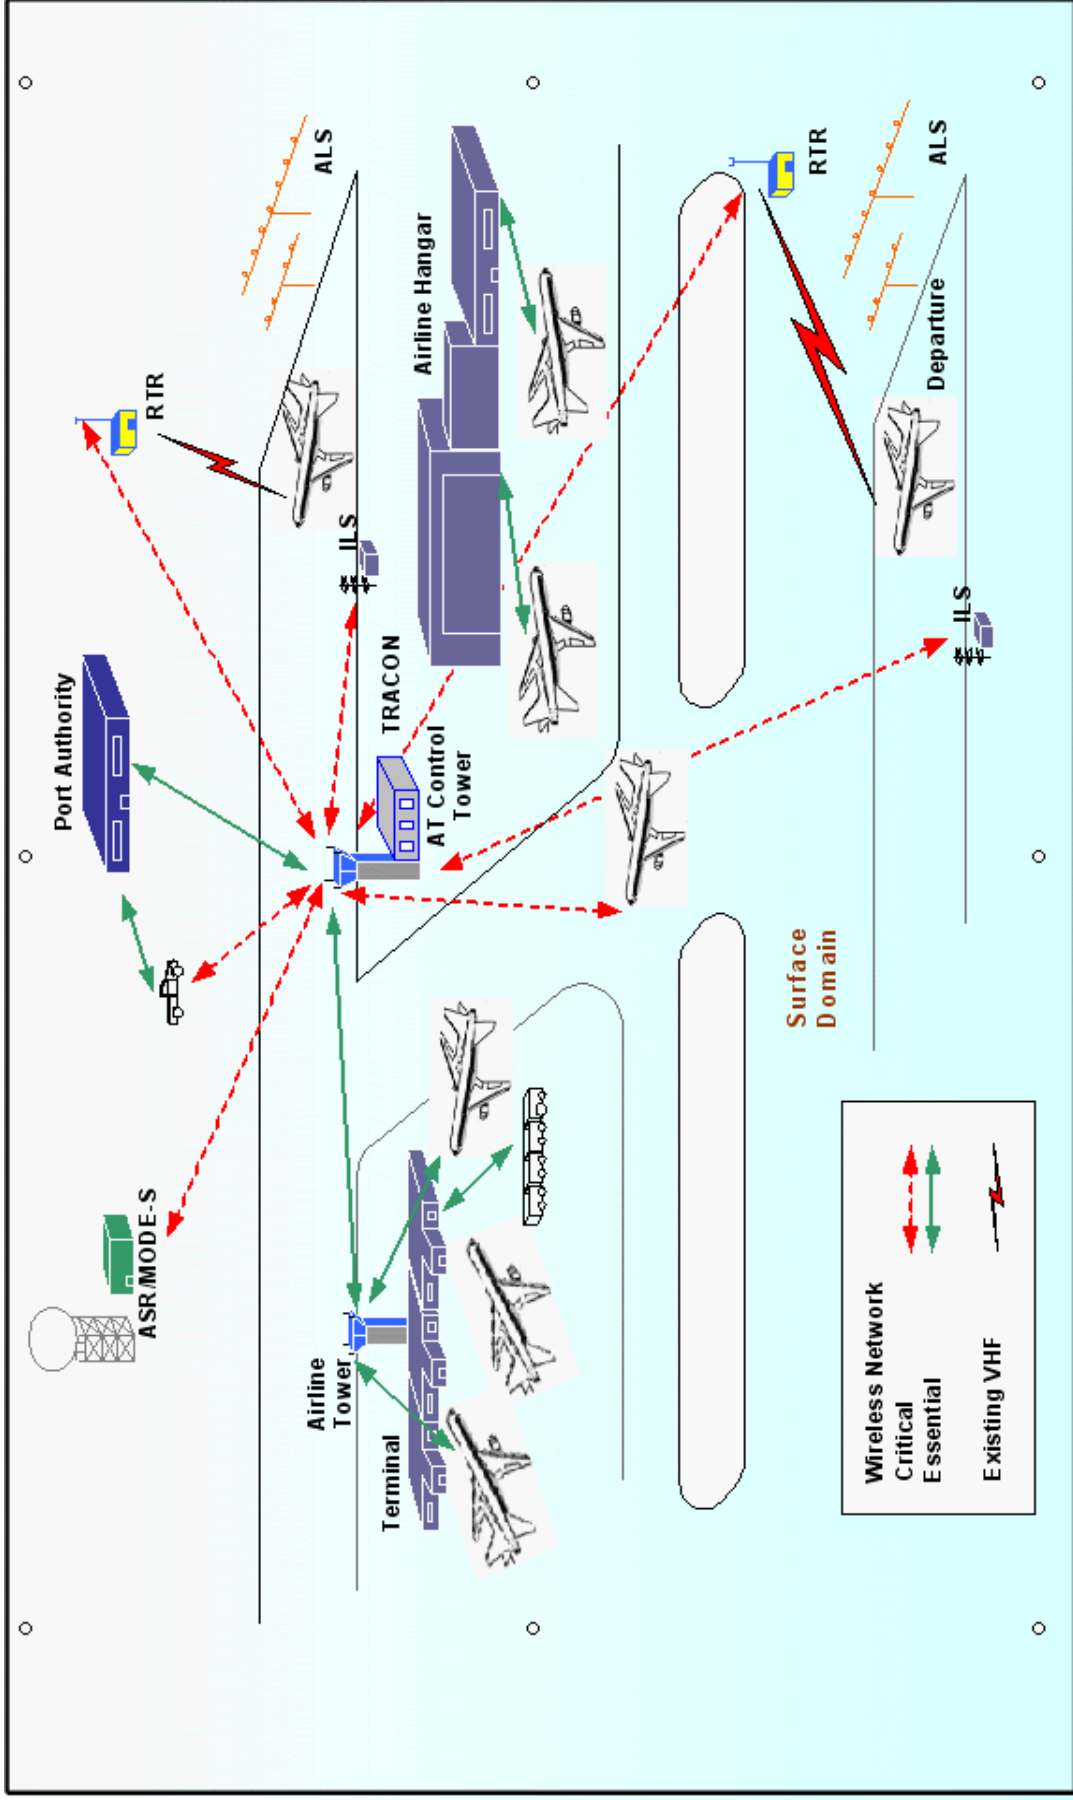 Port Authority
RTR
ALS
ASR/MODE-S
ILS
TRACON
AT Control
Tower
Airline Hangar
Airline
Tower
Terminal
RTR
ALS
Surface
Domain
Departure
ILS
Wireless Network
Critical
Essential
Existing VHF